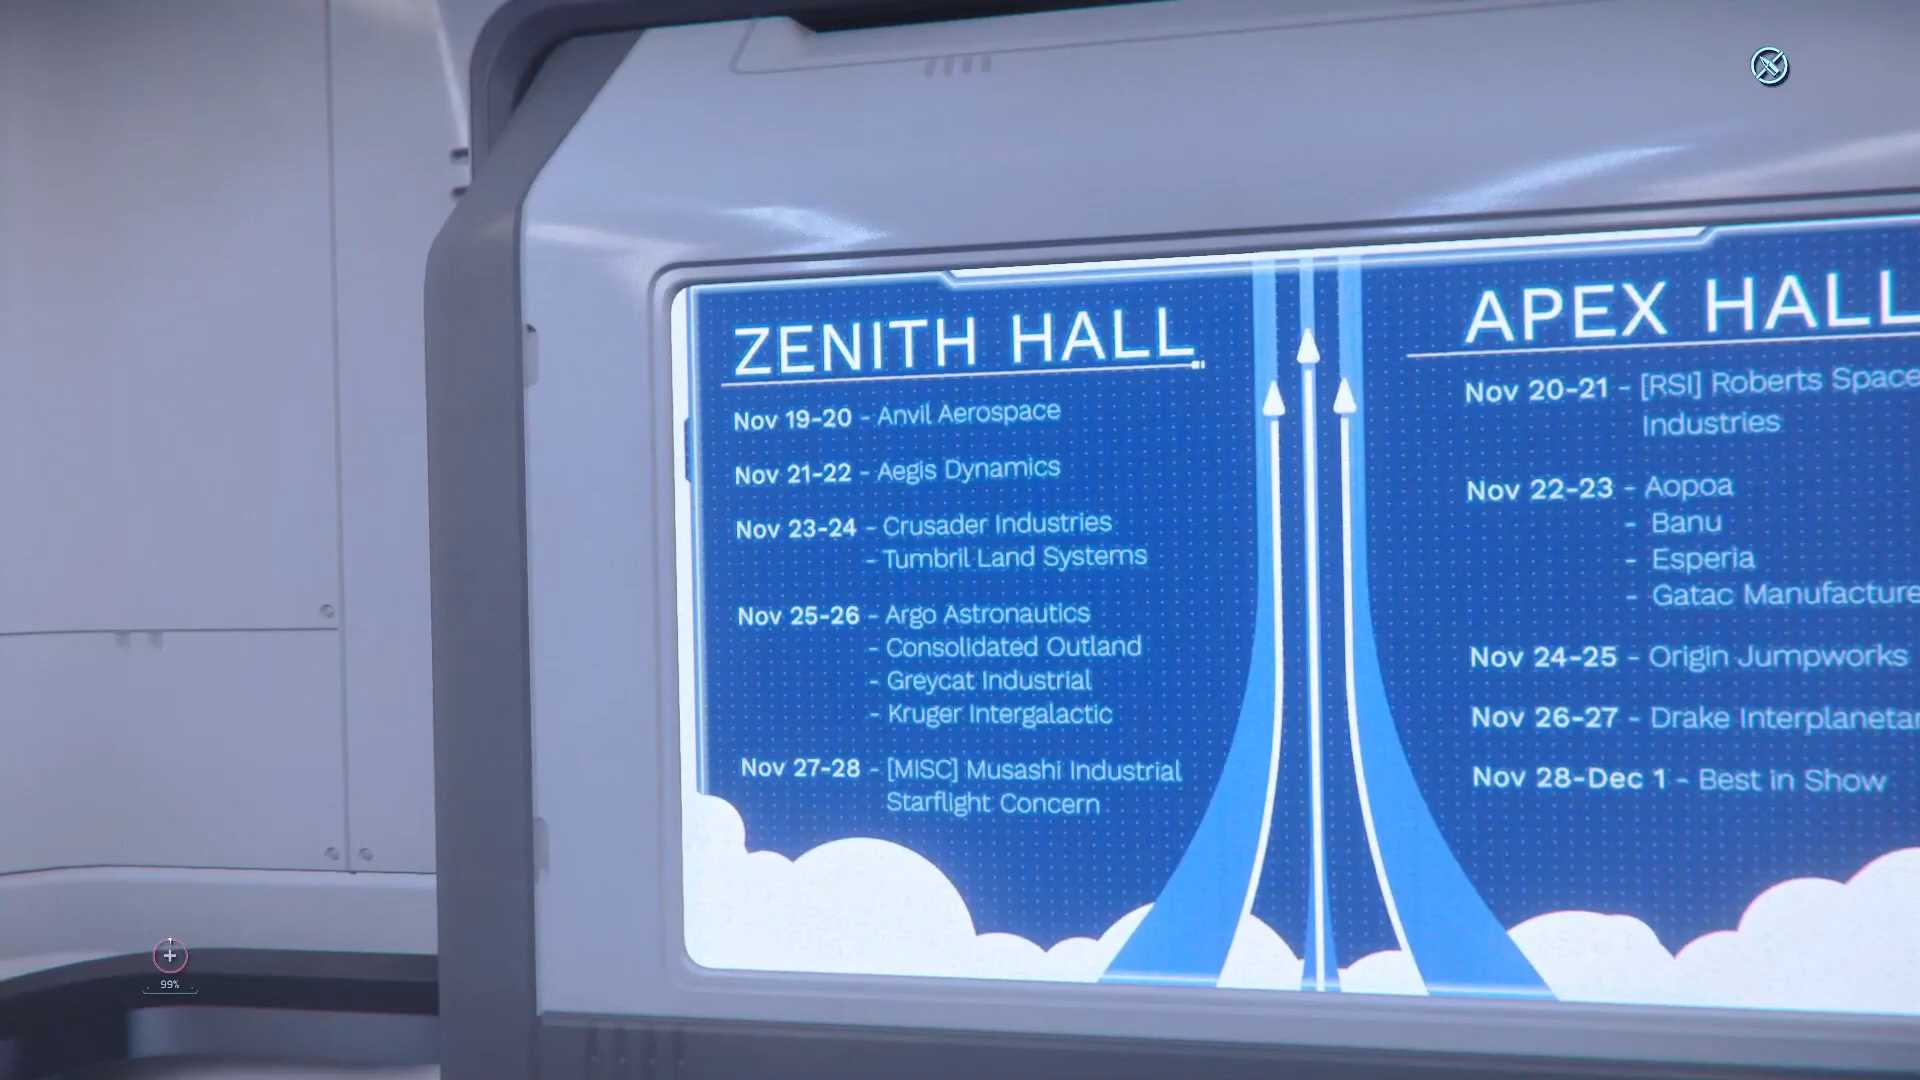 ZENITH HALL
Nov 19-20 - Anvil Aerospace
Nov 21-22 - Aegis Dynamics
Nov 23-24 - Crusader Industries
- Tumbril Land Systems
Nov 25-26 - Argo Astronautics
- Consolidated Outland
- Greycat Industrial
- Kruger Intergalactic
Nov 27-28 - [MISC] Musashi Industrial
Starflight Concern
APEX HALL
Nov 20-21 - [RSI] Roberts Space
Industries
Nov 22-23 - Aopoa
- Banu
- Esperia
- Gatac Manufacture
Nov 24-25 - Origin Jumpworks
Nov 26-27 - Drake Interplanetar
Nov 28-Dec 1 - Best in Show
99%